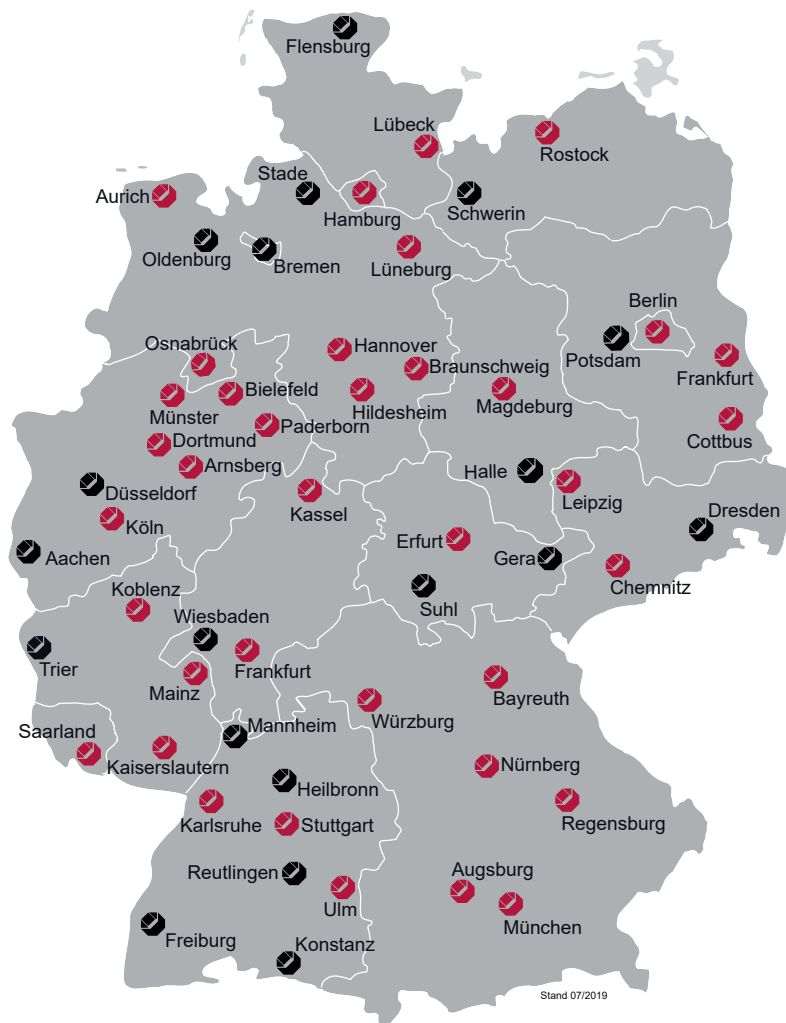 Flensburg
Lübeck
Rostock
Stade
Aurich
Hamburg
Schwerin
Oldenburg
Bremen
Lüneburg
Berlin
Osnabrück
Hannover
Potsdam
Braunschweig
Frankfurt
Bielefeld
Münster
Hildesheim
Magdeburg
Paderborn
Cottbus
Dortmund
Arnsberg
Halle
Düsseldorf
Kassel
Leipzig
Dresden
Köln
Erfurt
Aachen
Gera
Chemnitz
Koblenz
Suhl
Wiesbaden
Trier
Frankfurt
Mainz
Bayreuth
Würzburg
Mannheim
Saarland
Kaiserslautern
Nürnberg
Heilbronn
Karlsruhe
Stuttgart
Regensburg
Reutlingen
Augsburg
Ulm
München
Freiburg
Konstanz
Stand 07/2019